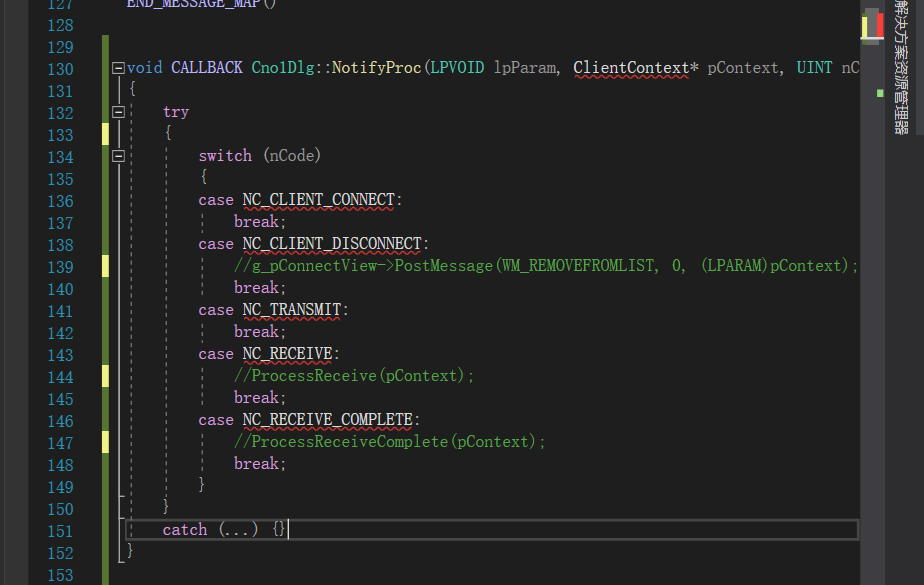 127 END_MESSAGE_MAP()
128
129
130 void CALLBACK Cno1Dlg::NotifyProc(LPVOID lpParam, ClientContext* pContext, UINT nC
131 {
132 try
133 {
134 switch (nCode)
135 {
136 case NC_CLIENT_CONNECT:
137 break;
138 case NC_CLIENT_DISCONNECT:
139 //g_pConnectView->PostMessage(WM_REMOVEFROMLIST, 0, (LPARAM)pContext);
140 break;
141 case NC_TRANSMIT:
142 break;
143 case NC_RECEIVE:
144 //ProcessReceive(pContext);
145 break;
146 case NC_RECEIVE_COMPLETE:
147 //ProcessReceiveComplete(pContext);
148 break;
149 }
150 }
151 catch (...) {}
152 }
153
解决方案资源管理器